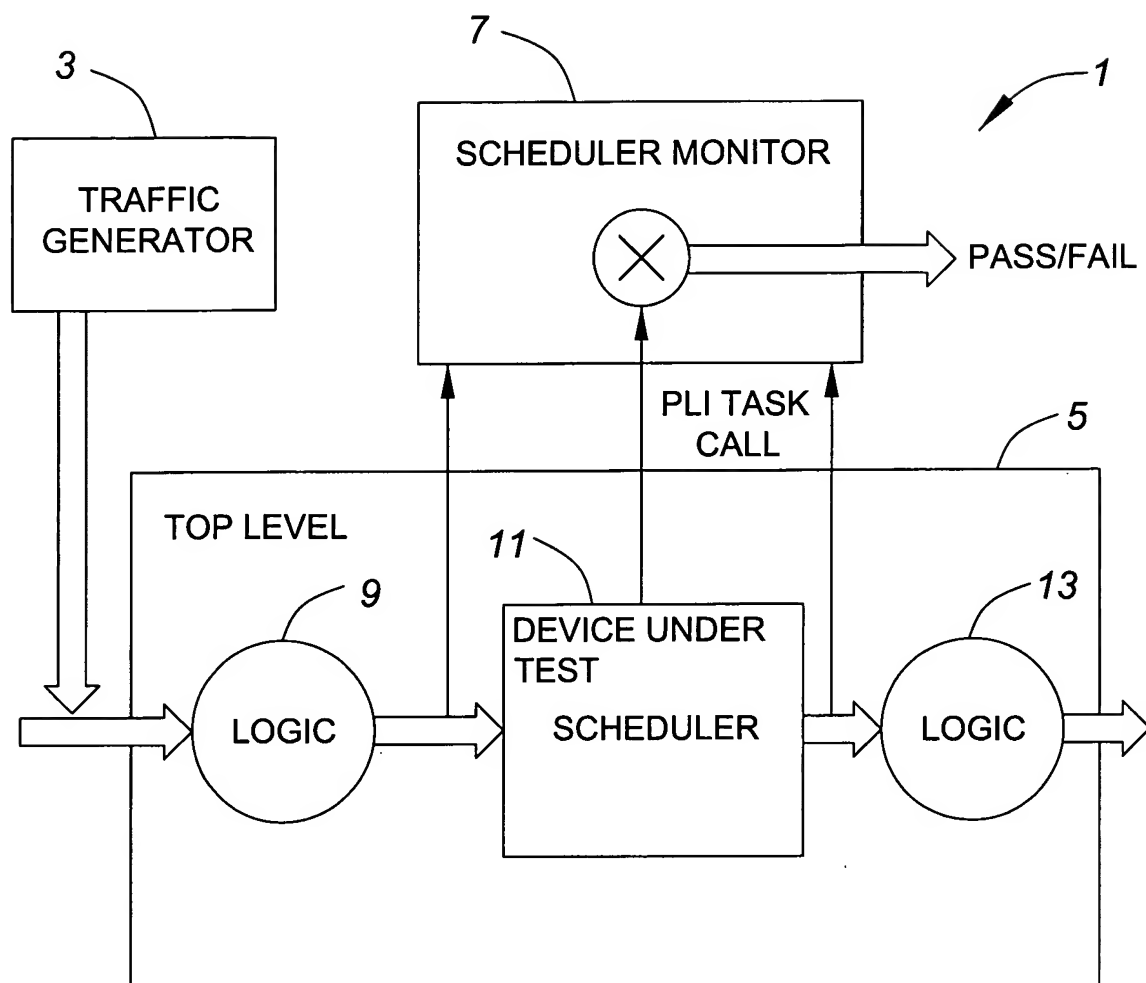 7
3
1
SCHEDULER MONITOR
TRAFFIC
GENERATOR
PASS/FAIL
PLI TASK
CALL
5
TOP LEVEL
11
9
13
DEVICE UNDER
TEST
LOGIC
SCHEDULER
LOGIC